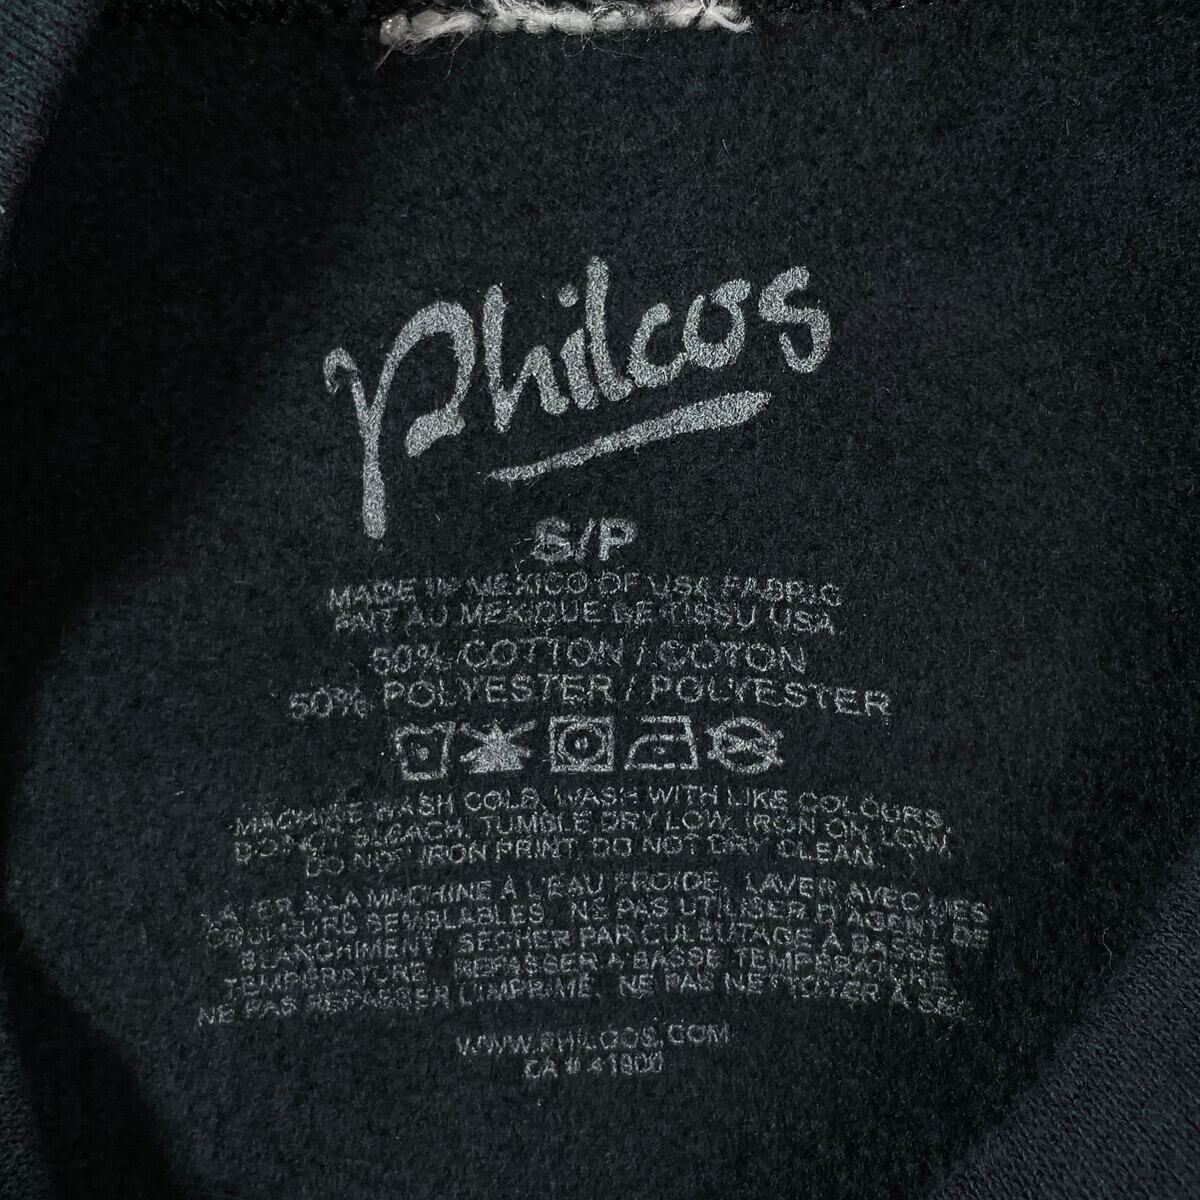 Philcos
S/P
MADE IN MEXICO OF USA FABRIC
FAIT AU MEXIQUE DE TISSU USA
50% COTTON / COTON
50% POLYESTER / POLYESTER
MACHINE WASH COLD, WASH WITH LIKE COLOURS,
DO NOT BLEACH, TUMBLE DRY LOW, IRON ON LOW,
DO NOT IRON PRINT, DO NOT DRY CLEAN.
LAVER À LA MACHINE À L'EAU FROIDE, LAVER AVEC DES
COULEURS SEMBLABLES, NE PAS UTILISER D'AGENT DE
BLANCHIMENT, SÉCHER PAR CULBUTAGE À BASSE
TEMPÉRATURE, REPASSER À BASSE TEMPÉRATURE,
NE PAS REPASSER L'IMPRIMÉ, NE PAS NETTOYER À SEC.
WWW.PHILCOS.COM
CA # 41800